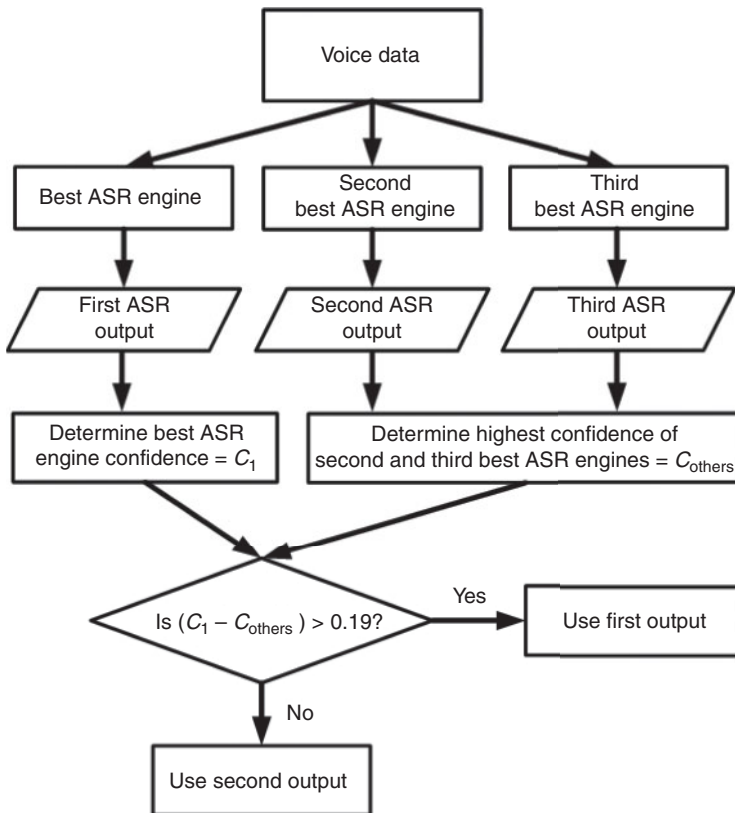 Voice data
Best ASR engine
Second
best ASR engine
Third
best ASR engine
First ASR
output
Second ASR
output
Third ASR
output
Determine best ASR
engine confidence = C₁
Determine highest confidence of
second and third best ASR engines = Cothers
Is (C₁ – Cothers) > 0.19?
Yes
Use first output
No
Use second output